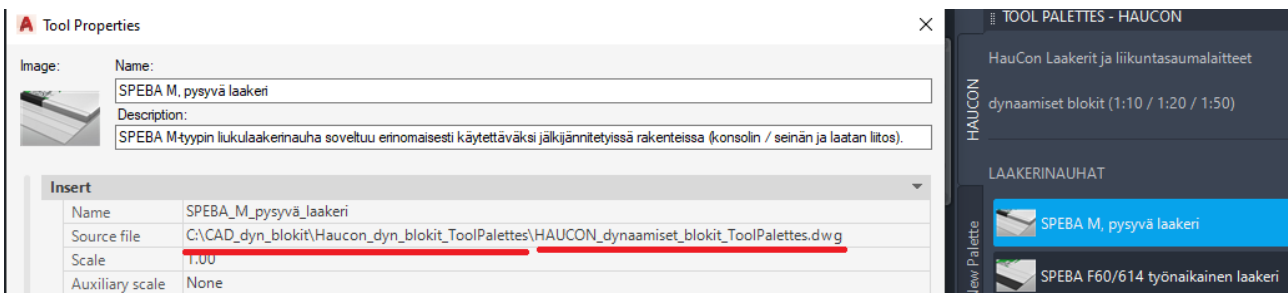 Tool Properties
Image:
Name:
SPEBA M, pysyvä laakeri
Description:
SPEBA M-tyypin liukulaakerinauha soveltuu erinomaisesti käytettäväksi jälkijännitetyissä rakenteissa (konsolin / seinän ja laatan liitos).
Insert
Name SPEBA_M_pysyvä_laakeri
Source file C:\CAD_dyn_blokit\Haucon_dyn_blokit_ToolPalettes\HAUCON_dynaamiset_blokit_ToolPalettes.dwg
Scale 1.00
Auxiliary scale None
TOOL PALETTES - HAUCON
HAUCON
New Palette
HauCon Laakerit ja liikuntasaumalaitteet
dynaamiset blokit (1:10 / 1:20 / 1:50)
LAAKERINAUHAT
SPEBA M, pysyvä laakeri
SPEBA F60/614 työnaikainen laakeri